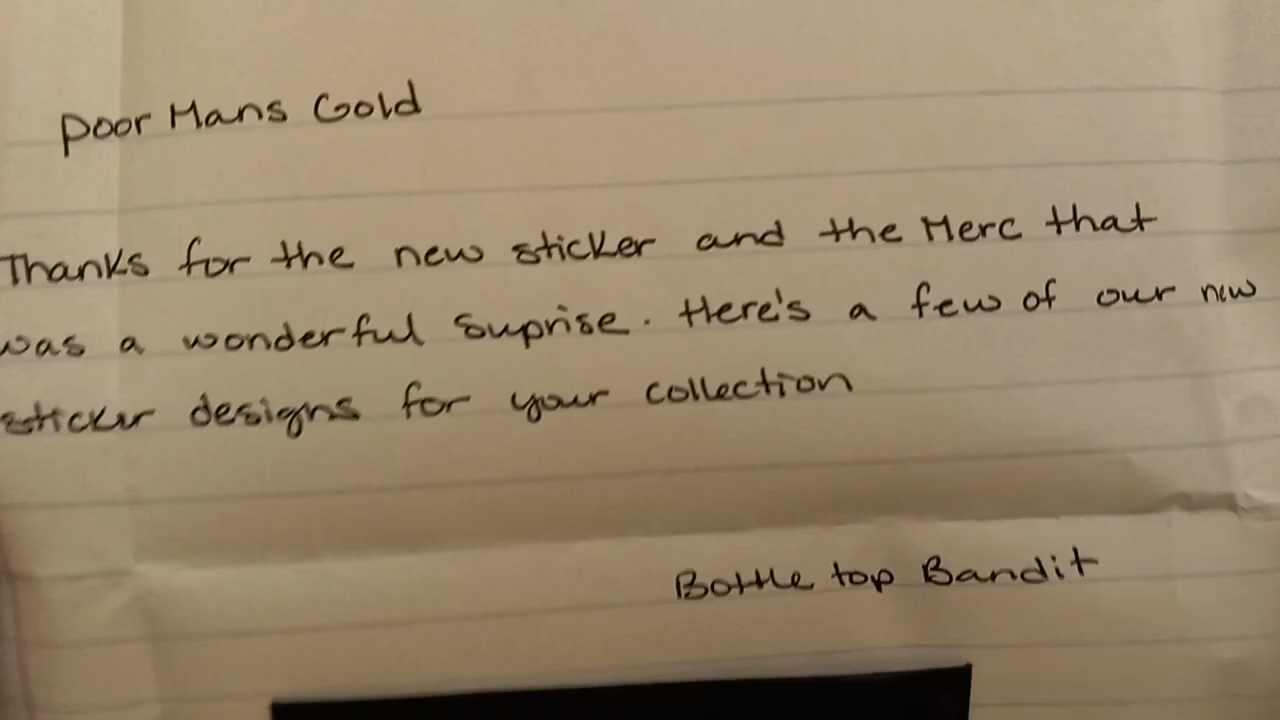 Poor Mans Gold
Thanks for the new sticker and the Merc that
was a wonderful suprise. Here's a few of our new
sticker designs for your collection
Bottle top Bandit